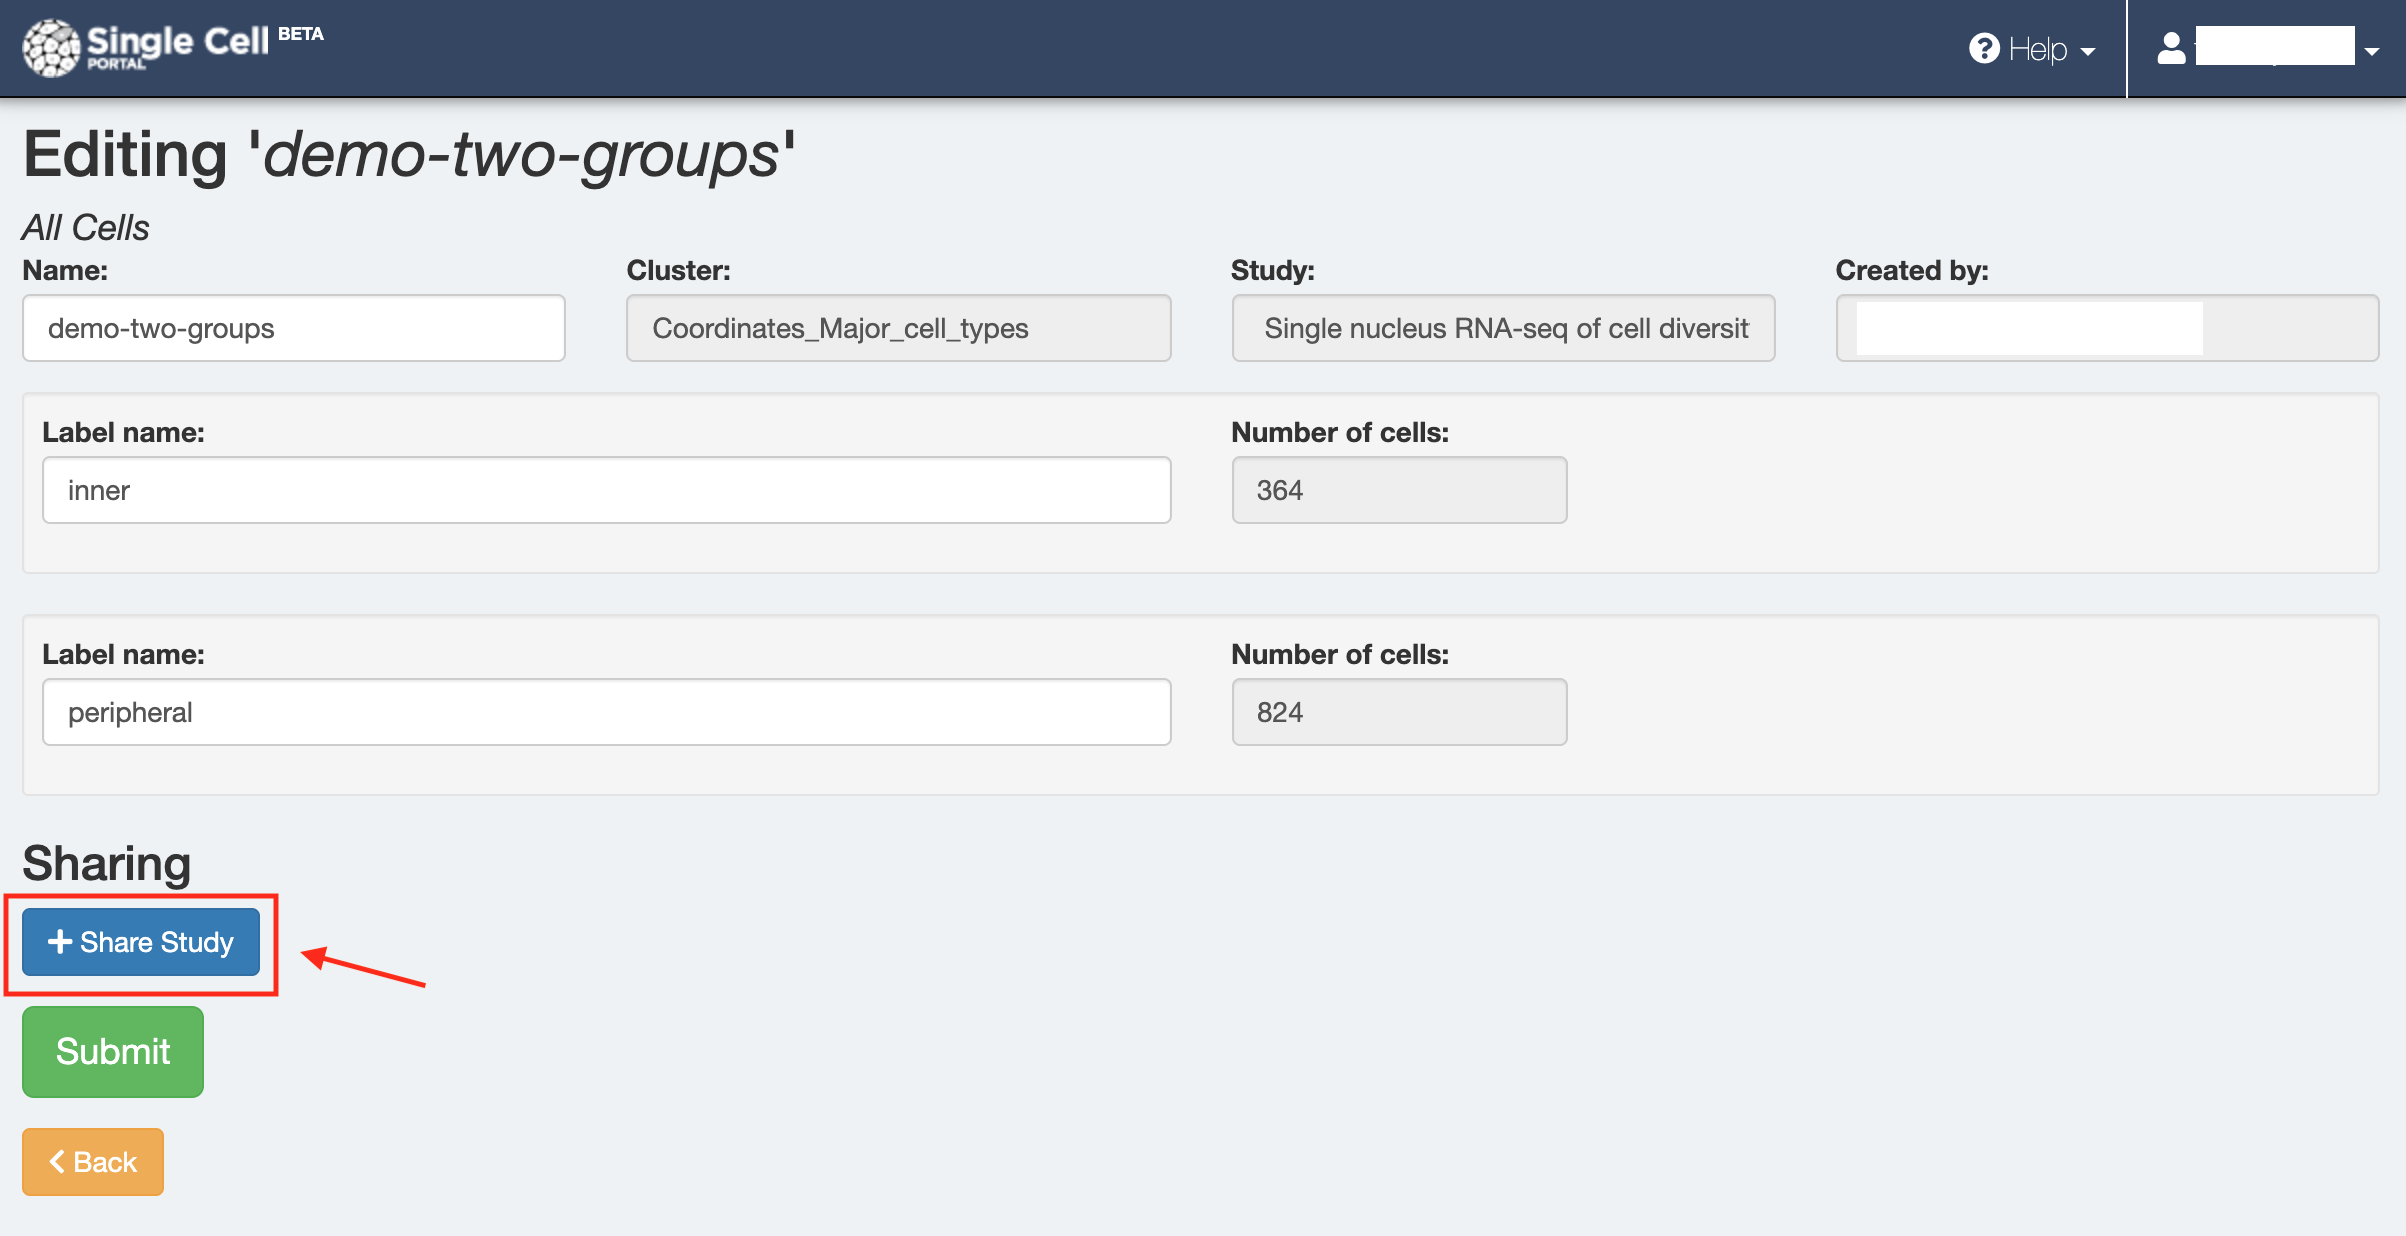 Single Cell BETA
PORTAL
Help
Editing 'demo-two-groups'
All Cells
Name: Cluster: Study: Created by:
demo-two-groups Coordinates_Major_cell_types Single nucleus RNA-seq of cell diversit
Label name: Number of cells:
inner 364
Label name: Number of cells:
peripheral 824
Sharing
Share Study
Submit
Back